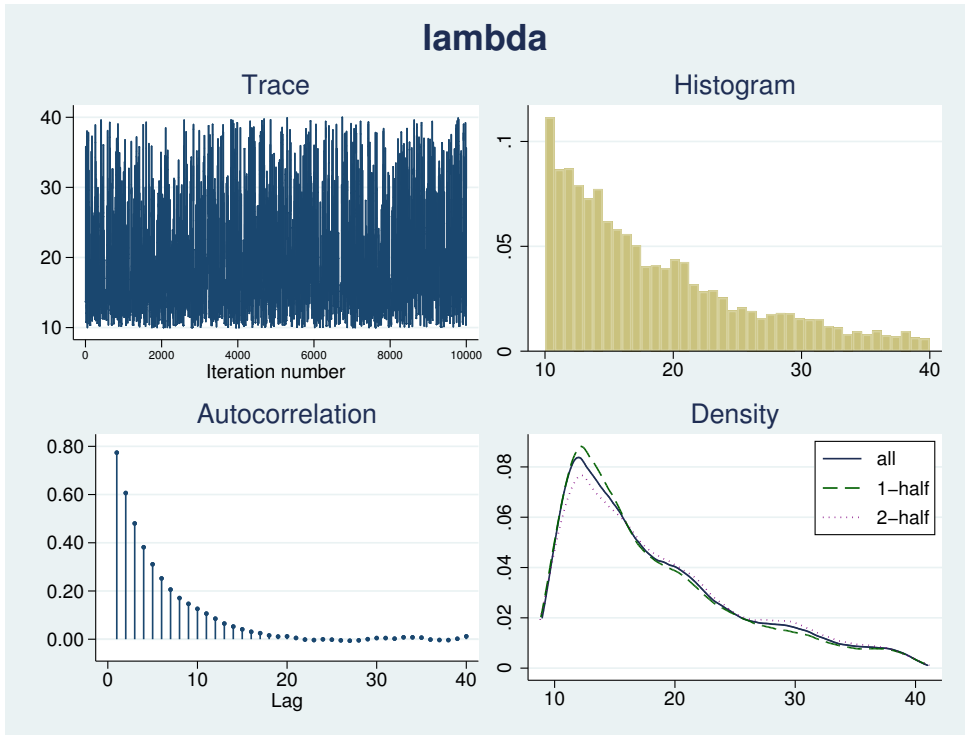 lambda
Trace
40
30
20
10
0 2000 4000 6000 8000 10000
Iteration number
Histogram
.1
.05
0
10 20 30 40
Autocorrelation
0.80
0.60
0.40
0.20
0.00
0 10 20 30 40
Lag
Density
.08
.06
.04
.02
0
10 20 30 40
all
1-half
2-half